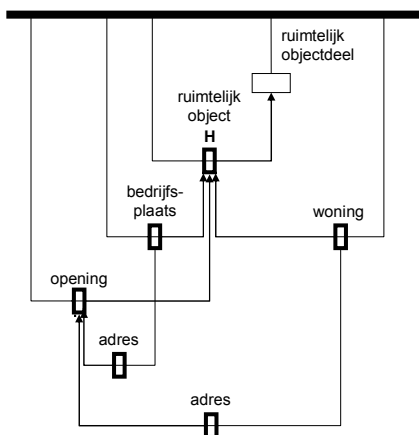 ruimtelijk
objectdeel
ruimtelijk
object
H
bedrijfs-
plaats
woning
opening
adres
adres